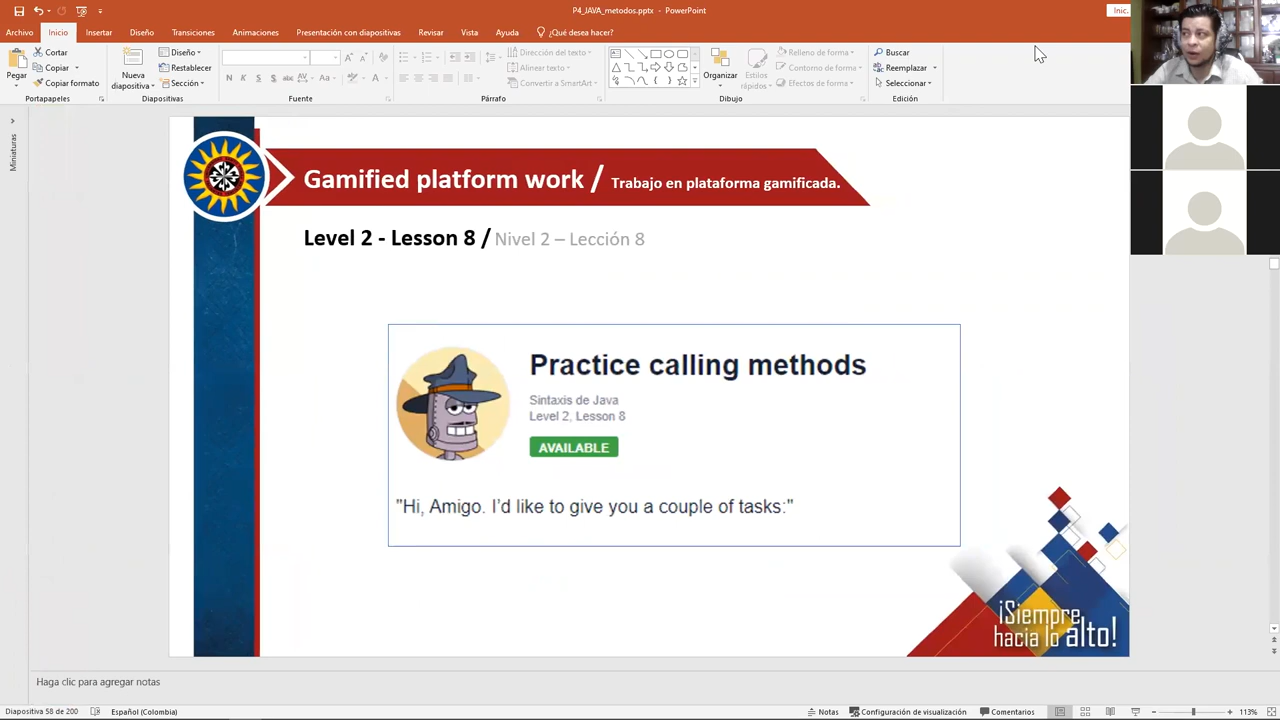 P4_JAVA_metodos.pptx - PowerPoint
Inic.
Archivo Inicio Insertar Diseño Transiciones Animaciones Presentación con diapositivas Revisar Vista Ayuda ¿Qué desea hacer?
Pegar
Cortar
Copiar
Copiar formato
Portapapeles
Nueva
diapositiva
Diseño
Restablecer
Sección
Diapositivas
N K S S abc AV Aa A
Fuente
Dirección del texto
Alinear texto
Convertir a SmartArt
Párrafo
Organizar
Estilos
rápidos
Relleno de forma
Contorno de forma
Efectos de forma
Dibujo
Buscar
Reemplazar
Seleccionar
Edición
Miniaturas
Gamified platform work / Trabajo en plataforma gamificada.
Level 2 - Lesson 8 / Nivel 2 – Lección 8
Practice calling methods
Sintaxis de Java
Level 2, Lesson 8
AVAILABLE
"Hi, Amigo. I'd like to give you a couple of tasks:"
¡Siempre
hacia lo alto!
Haga clic para agregar notas
Diapositiva 58 de 200 Español (Colombia) Notas Configuración de visualización Comentarios 113%